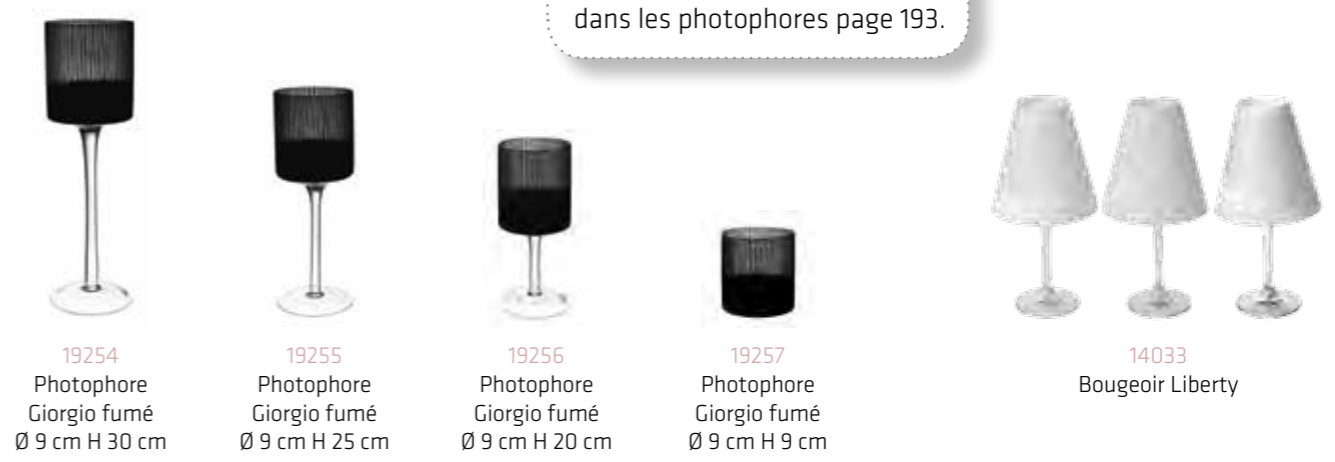 dans les photophores page 193.
19254
Photophore
Giorgio fumé
Ø 9 cm H 30 cm
19255
Photophore
Giorgio fumé
Ø 9 cm H 25 cm
19256
Photophore
Giorgio fumé
Ø 9 cm H 20 cm
19257
Photophore
Giorgio fumé
Ø 9 cm H 9 cm
14033
Bougeoir Liberty